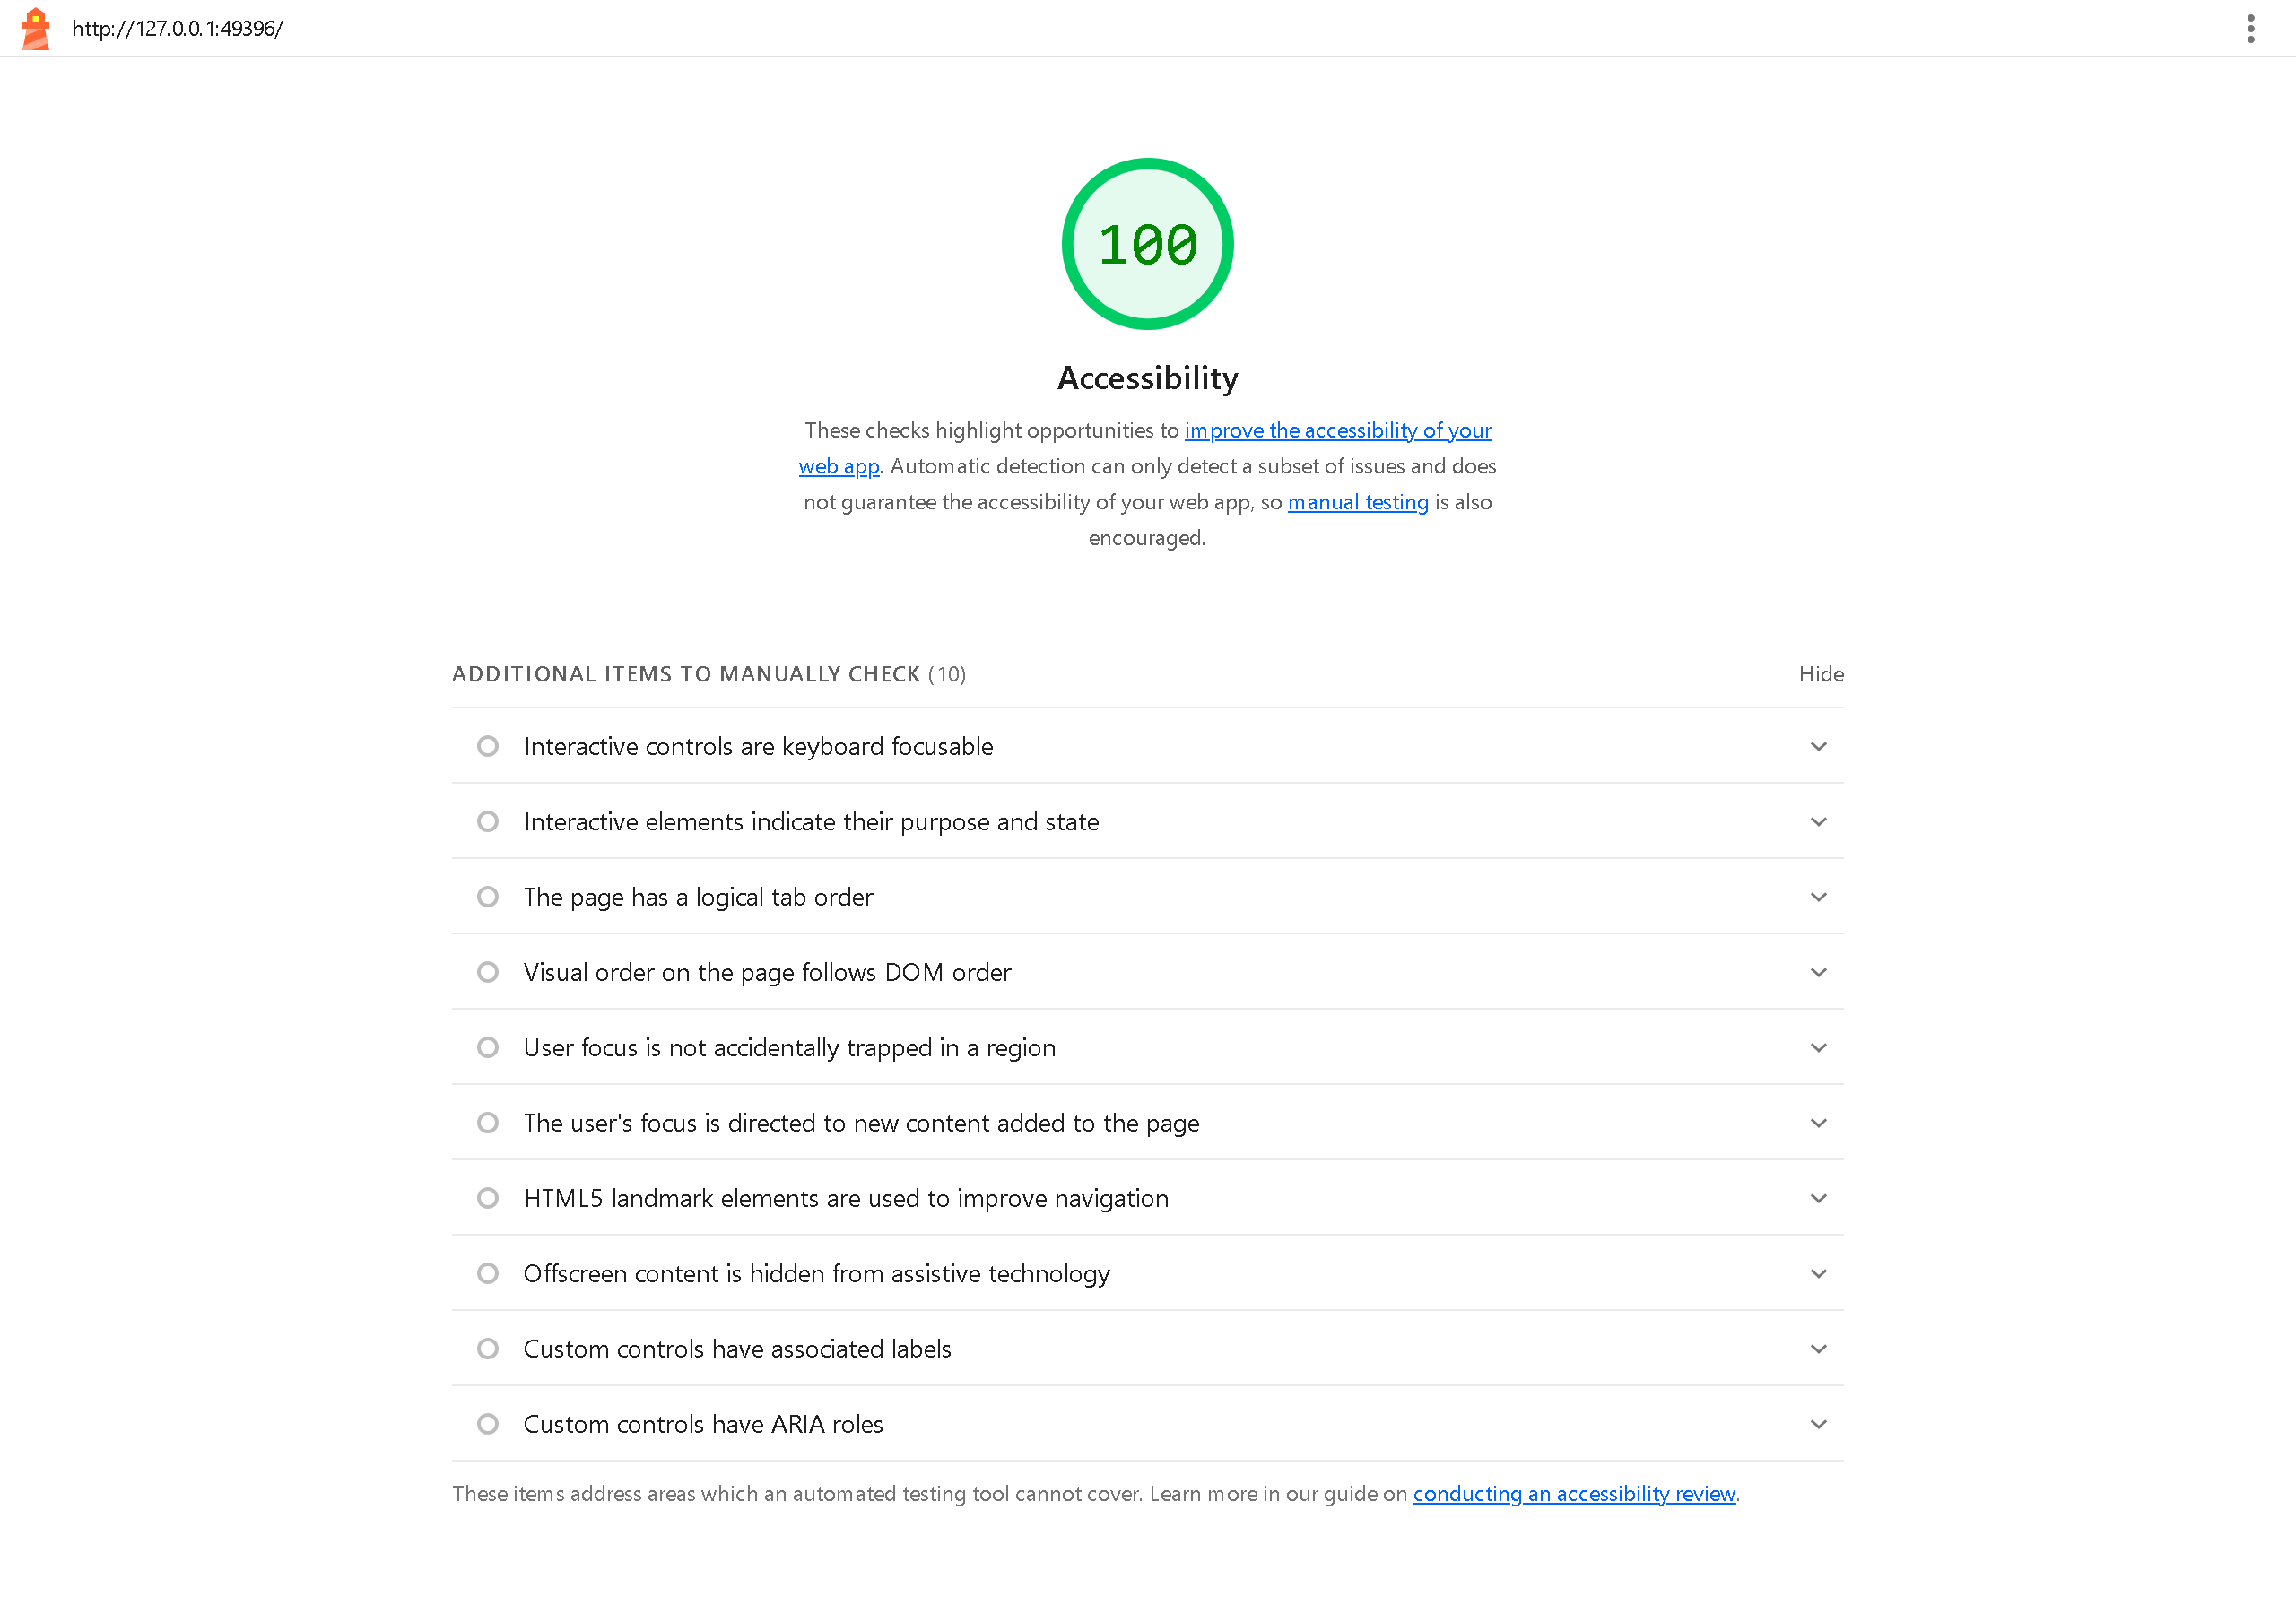 http://127.0.0.1:49396/
100
Accessibility
These checks highlight opportunities to improve the accessibility of your
web app. Automatic detection can only detect a subset of issues and does
not guarantee the accessibility of your web app, so manual testing is also
encouraged.
ADDITIONAL ITEMS TO MANUALLY CHECK (10)
Hide
Interactive controls are keyboard focusable
Interactive elements indicate their purpose and state
The page has a logical tab order
Visual order on the page follows DOM order
User focus is not accidentally trapped in a region
The user's focus is directed to new content added to the page
HTML5 landmark elements are used to improve navigation
Offscreen content is hidden from assistive technology
Custom controls have associated labels
Custom controls have ARIA roles
These items address areas which an automated testing tool cannot cover. Learn more in our guide on conducting an accessibility review.